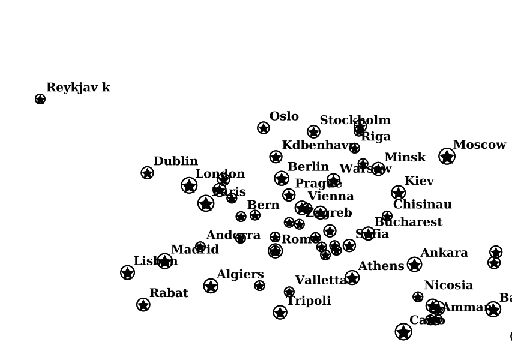 Reykjav k
Oslo
Stockholm
Riga
Kdbenhavn
Moscow
Dublin
Berlin
Warsaw
Minsk
London
Prague
Kiev
Paris
Vienna
Bern
Zagreb
Chisinau
Bucharest
Andorra
Rome
Sofia
Madrid
Lisbon
Ankara
Athens
Algiers
Valletta
Nicosia
Rabat
Tripoli
Amman
Cairo